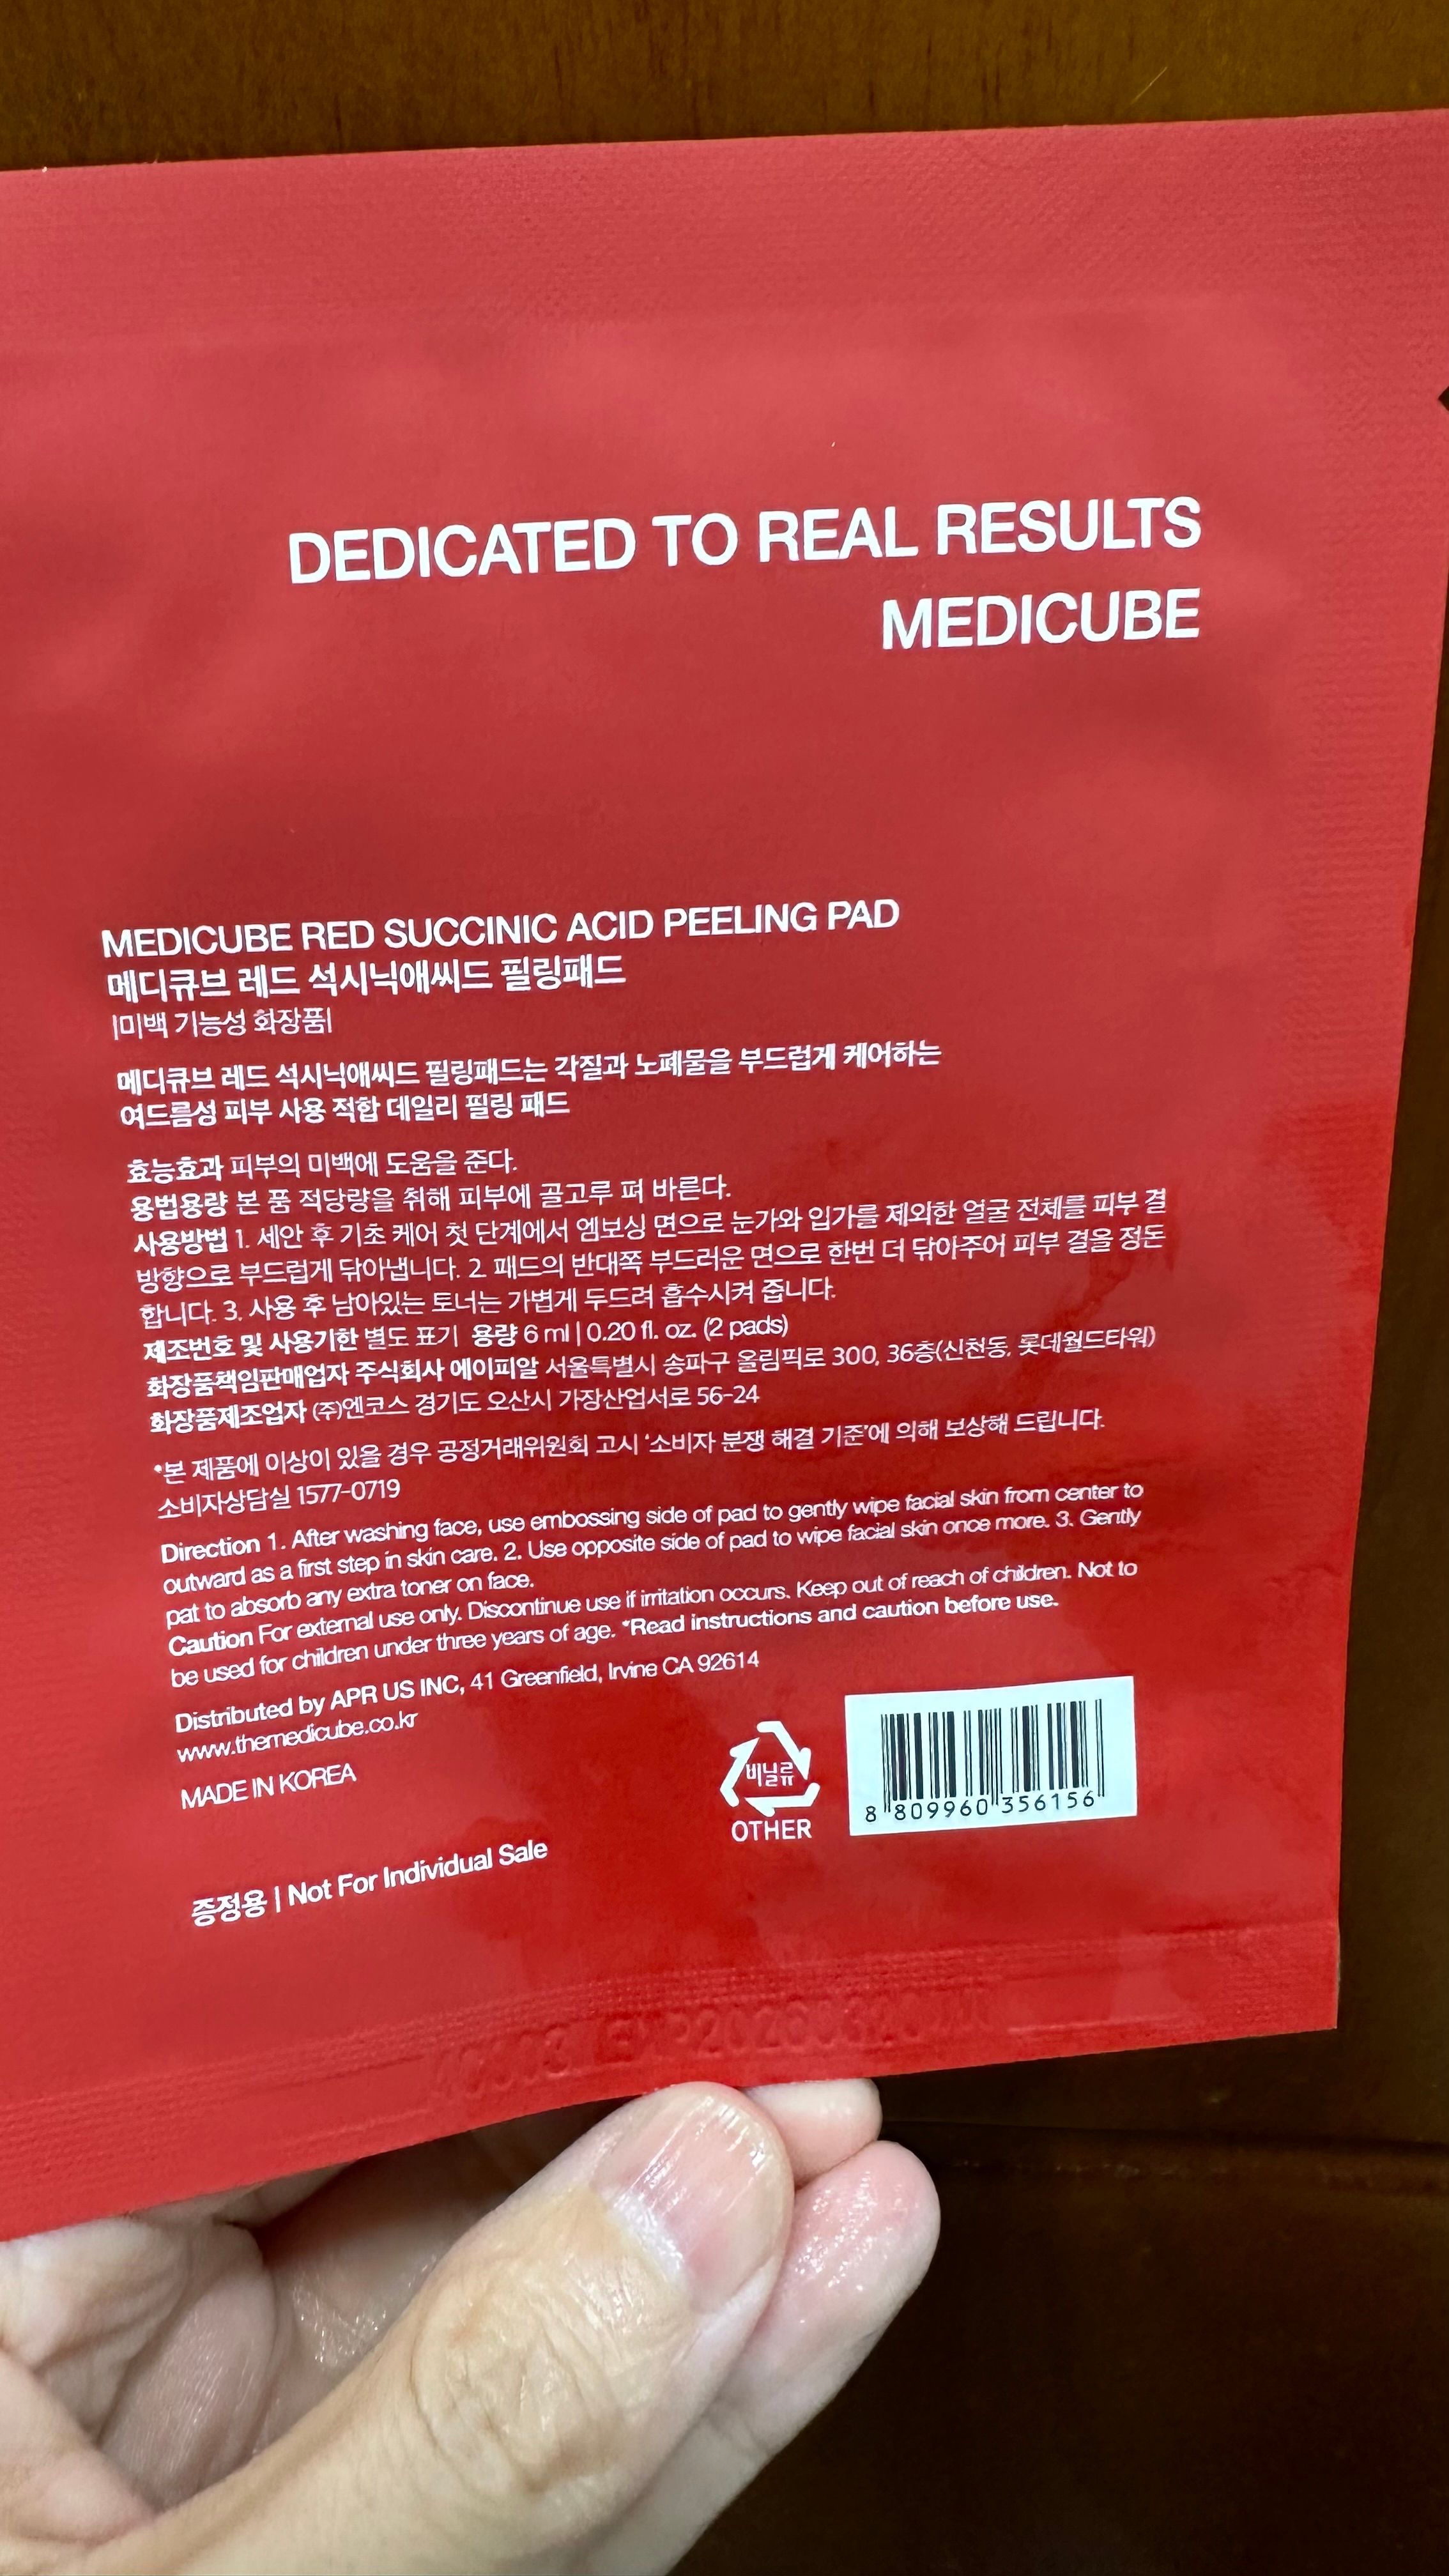 DEDICATED TO REAL RESULTS
MEDICUBE
MEDICUBE RED SUCCINIC ACID PEELING PAD
메디큐브 레드 석시닉애씨드 필링패드
|미백 기능성 화장품|
메디큐브 레드 석시닉애씨드 필링패드는 각질과 노폐물을 부드럽게 케어하는
여드름성 피부 사용 적합 데일리 필링 패드
효능효과 피부의 미백에 도움을 준다.
용법용량 본 품 적당량을 취해 피부에 골고루 펴 바른다.
사용방법 1. 세안 후 기초 케어 첫 단계에서 엠보싱 면으로 눈가와 입가를 제외한 얼굴 전체를 피부 결
방향으로 부드럽게 닦아냅니다. 2. 패드의 반대쪽 부드러운 면으로 한번 더 닦아주어 피부 결을 정돈
합니다. 3. 사용 후 남아있는 토너는 가볍게 두드려 흡수시켜 줍니다.
제조번호 및 사용기한 별도 표기 용량 6 ml | 0.20 fl. oz. (2 pads)
화장품책임판매업자 주식회사 에이피알 서울특별시 송파구 올림픽로 300, 36층(신천동, 롯데월드타워)
화장품제조업자 (주)엔코스 경기도 오산시 가장산업서로 56-24
*본 제품에 이상이 있을 경우 공정거래위원회 고시 '소비자 분쟁 해결 기준'에 의해 보상해 드립니다.
소비자상담실 1577-0719
Direction 1. After washing face, use embossing side of pad to gently wipe facial skin from center to
outward as a first step in skin care. 2. Use opposite side of pad to wipe facial skin once more. 3. Gently
pat to absorb any extra toner on face.
Caution For external use only. Discontinue use if irritation occurs. Keep out of reach of children. Not to
be used for children under three years of age. *Read instructions and caution before use.
Distributed by APR US INC, 41 Greenfield, Irvine CA 92614
www.themedicube.co.kr
MADE IN KOREA
비닐류
OTHER
8 809960 356156
증정용 | Not For Individual Sale